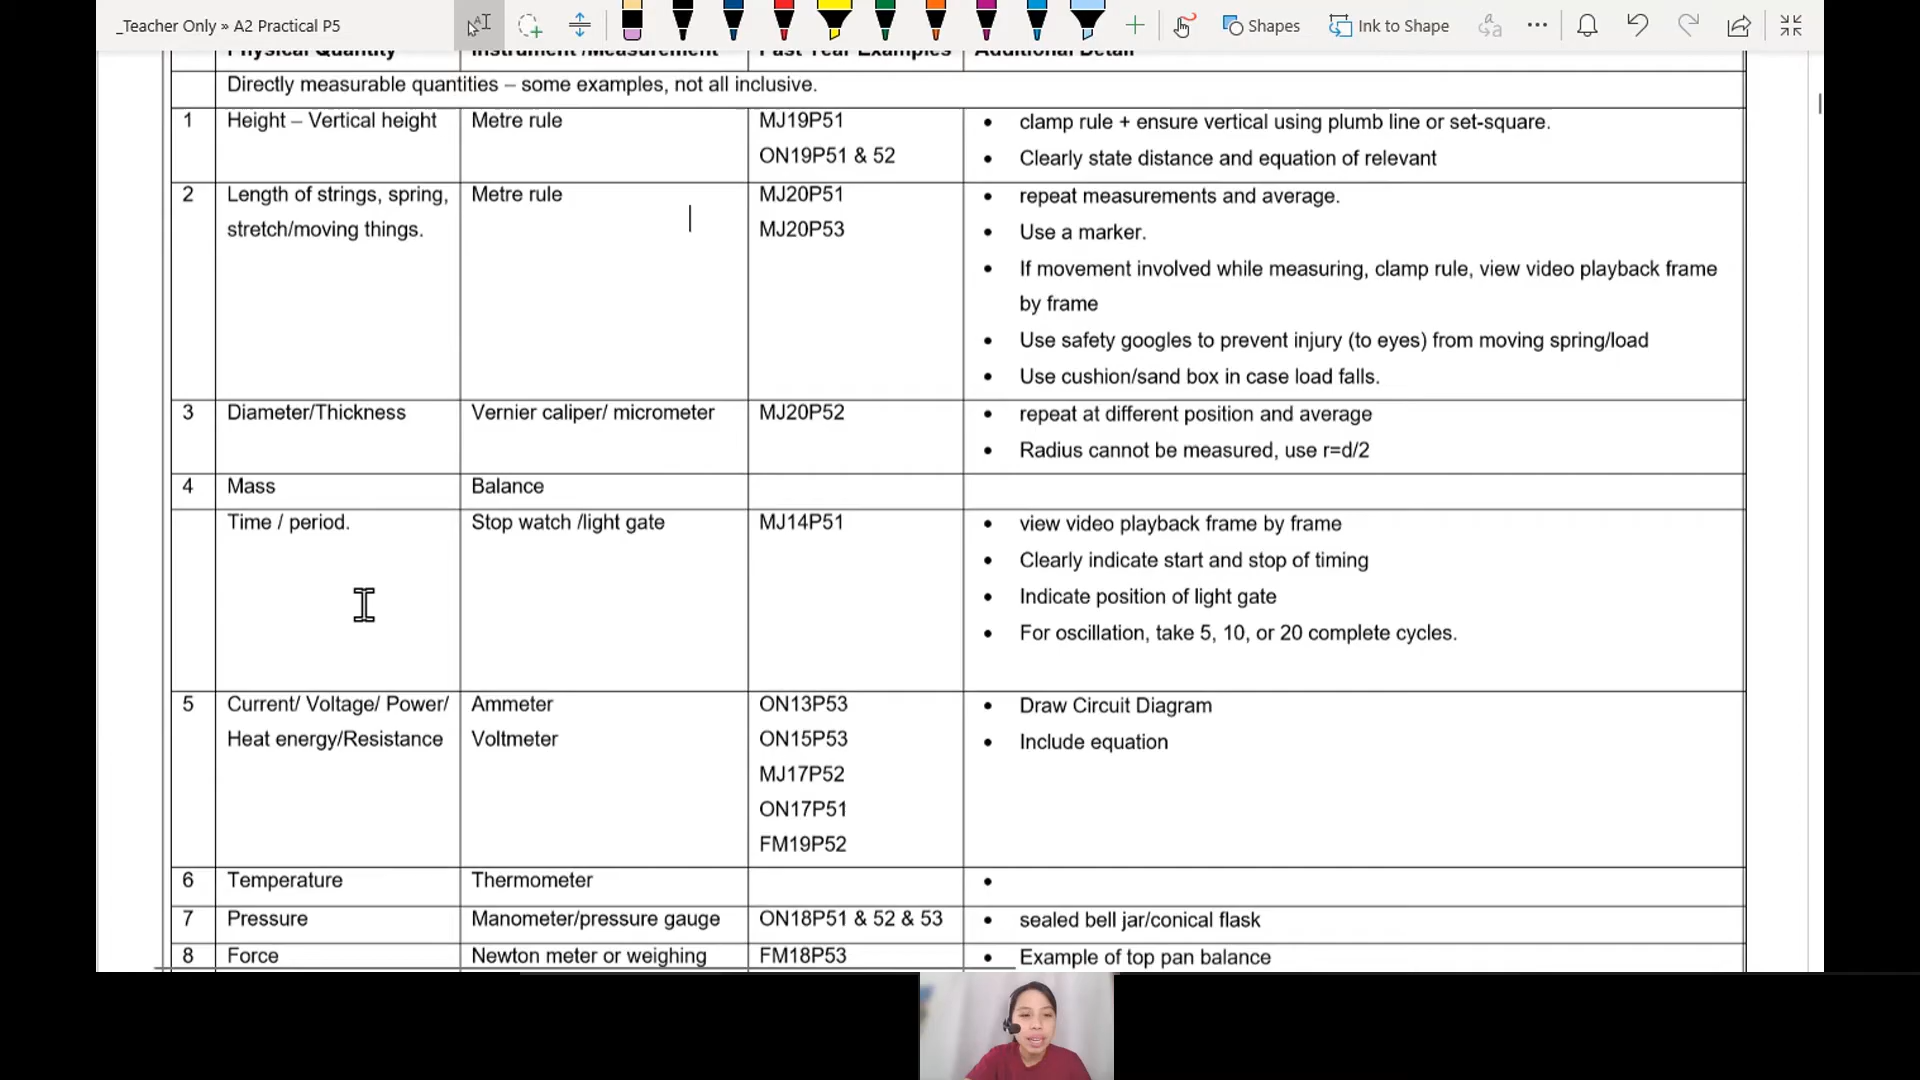 _Teacher Only » A2 Practical P5
Shapes
Ink to Shape
Physical Quantity Instrument /Measurement Past Year Examples Additional Detail
Directly measurable quantities – some examples, not all inclusive.
1 Height – Vertical height Metre rule MJ19P51
ON19P51 & 52
• clamp rule + ensure vertical using plumb line or set-square.
• Clearly state distance and equation of relevant
2 Length of strings, spring,
stretch/moving things.
Metre rule
MJ20P51
MJ20P53
• repeat measurements and average.
• Use a marker.
• If movement involved while measuring, clamp rule, view video playback frame
by frame
• Use safety googles to prevent injury (to eyes) from moving spring/load
• Use cushion/sand box in case load falls.
3 Diameter/Thickness Vernier caliper/ micrometer MJ20P52
• repeat at different position and average
• Radius cannot be measured, use r=d/2
4 Mass Balance
Time / period. Stop watch /light gate MJ14P51
• view video playback frame by frame
• Clearly indicate start and stop of timing
• Indicate position of light gate
• For oscillation, take 5, 10, or 20 complete cycles.
5 Current/ Voltage/ Power/
Heat energy/Resistance
Ammeter
Voltmeter
ON13P53
ON15P53
MJ17P52
ON17P51
FM19P52
• Draw Circuit Diagram
• Include equation
6 Temperature Thermometer •
7 Pressure Manometer/pressure gauge ON18P51 & 52 & 53 • sealed bell jar/conical flask
8 Force Newton meter or weighing FM18P53 • Example of top pan balance